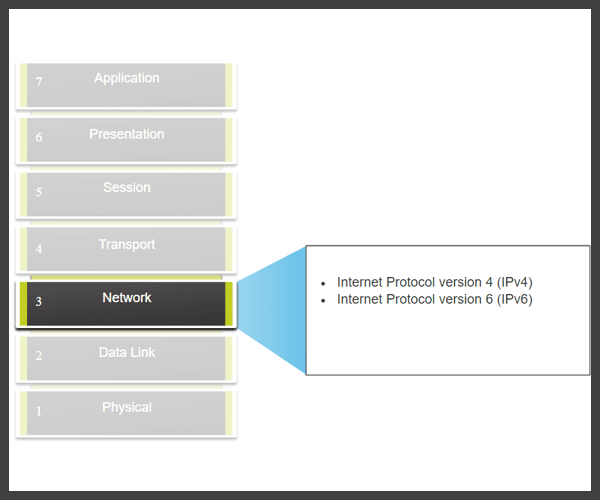 7 Application
6 Presentation
5 Session
4 Transport
3 Network
• Internet Protocol version 4 (IPv4)
• Internet Protocol version 6 (IPv6)
2 Data Link
1 Physical